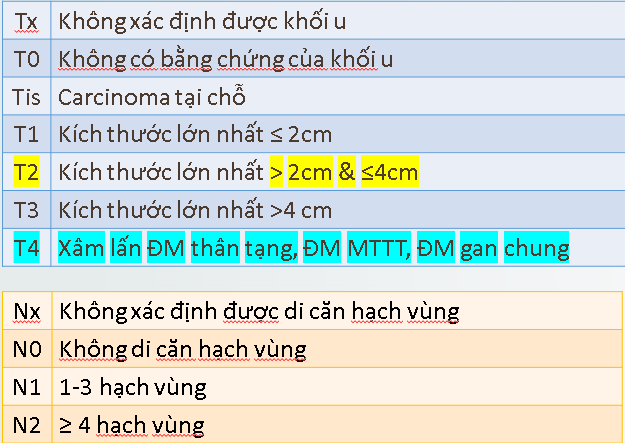 Tx Không xác định được khối u
T0 Không có bằng chứng của khối u
Tis Carcinoma tại chỗ
T1 Kích thước lớn nhất ≤ 2cm
T2 Kích thước lớn nhất > 2cm & ≤4cm
T3 Kích thước lớn nhất >4 cm
T4 Xâm lấn ĐM thân tạng, ĐM MTTT, ĐM gan chung
Nx Không xác định được di căn hạch vùng
N0 Không di căn hạch vùng
N1 1-3 hạch vùng
N2 ≥ 4 hạch vùng